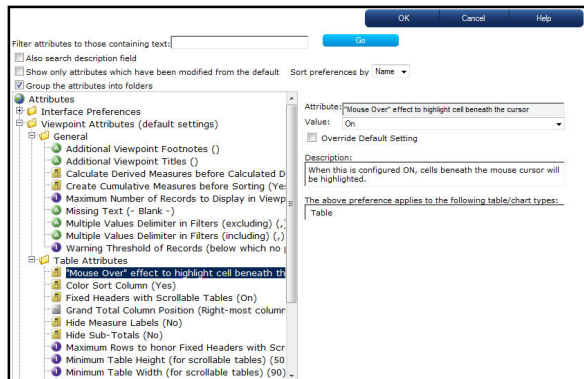 OK Cancel Help
Filter attributes to those containing text: Go
Also search description field
Show only attributes which have been modified from the default Sort preferences by Name
Group the attributes into folders
Attributes
Interface Preferences
Viewpoint Attributes (default settings)
General
Additional Viewpoint Footnotes ()
Additional Viewpoint Titles ()
Calculate Derived Measures before Calculated D
Create Cumulative Measures before Sorting (Yes
Maximum Number of Records to Display in Viewp
Missing Text (- Blank -)
Multiple Values Delimiter in Filters (excluding) (,)
Multiple Values Delimiter in Filters (including) (,)
Warning Threshold of Records (below which no p
Table Attributes
"Mouse Over" effect to highlight cell beneath th
Color Sort Column (Yes)
Fixed Headers with Scrollable Tables (On)
Grand Total Column Position (Right-most column
Hide Measure Labels (No)
Hide Sub-Totals (No)
Maximum Rows to honor Fixed Headers with Scr
Minimum Table Height (for scrollable tables) (50
Minimum Table Width (for scrollable tables) (90)
Attribute: "Mouse Over" effect to highlight cell beneath the cursor
Value: On
Override Default Setting
Description:
When this is configured ON, cells beneath the mouse cursor will
be highlighted.
The above preference applies to the following table/chart types:
Table